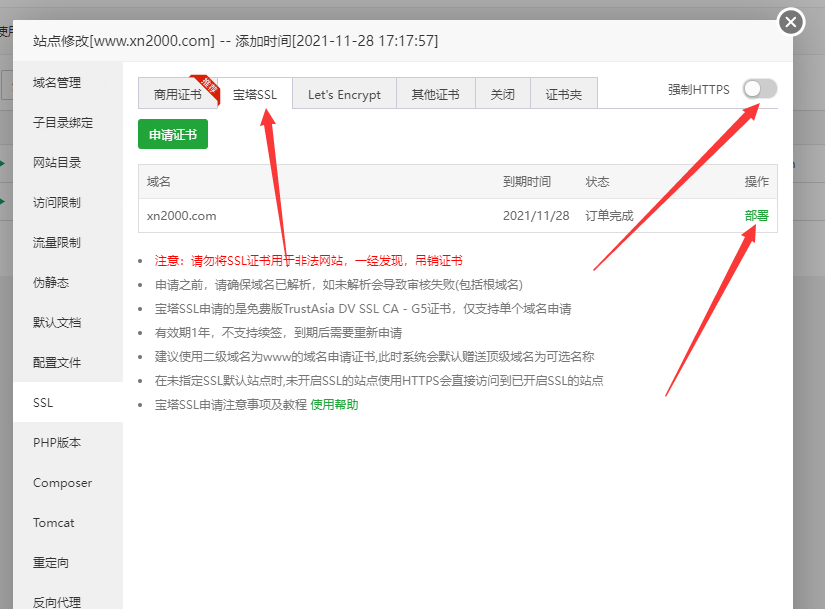 使用
站点修改[www.xn2000.com] -- 添加时间[2021-11-28 17:17:57]
域名管理
子目录绑定
网站目录
访问限制
流量限制
伪静态
默认文档
配置文件
SSL
PHP版本
Composer
Tomcat
重定向
反向代理
商用证书 推荐 宝塔SSL Let's Encrypt 其他证书 关闭 证书夹 强制HTTPS
申请证书
域名 到期时间 状态 操作
xn2000.com 2021/11/28 订单完成 部署
注意：请勿将SSL证书用于非法网站，一经发现，吊销证书
申请之前，请确保域名已解析，如未解析会导致审核失败(包括根域名)
宝塔SSL申请的是免费版TrustAsia DV SSL CA - G5证书，仅支持单个域名申请
有效期1年，不支持续签，到期后需要重新申请
建议使用二级域名为www的域名申请证书,此时系统会默认赠送顶级域名为可选名称
在未指定SSL默认站点时,未开启SSL的站点使用HTTPS会直接访问到已开启SSL的站点
宝塔SSL申请注意事项及教程 使用帮助